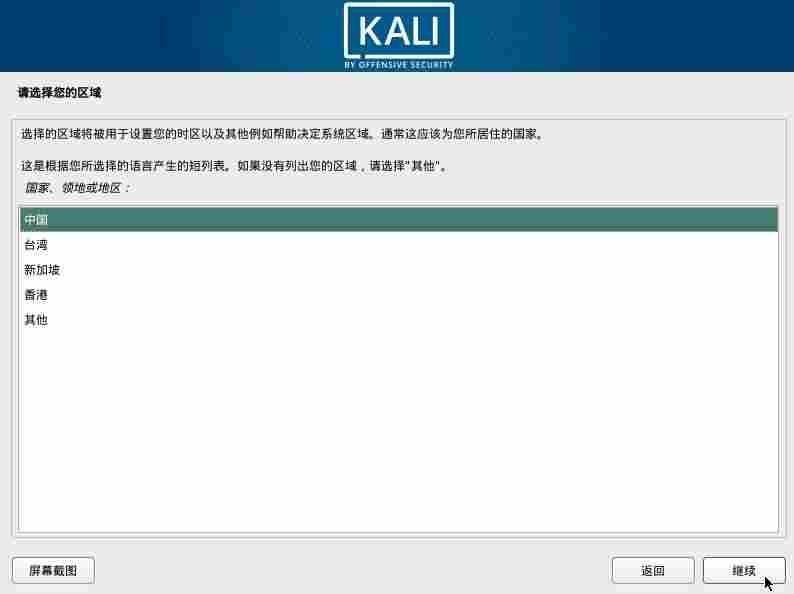 KALI
BY OFFENSIVE SECURITY
请选择您的区域
选择的区域将被用于设置您的时区以及其他例如帮助决定系统区域。通常这应该为您所居住的国家。
这是根据您所选择的语言产生的短列表。如果没有列出您的区域，请选择"其他"。
国家、领地或地区：
中国
台湾
新加坡
香港
其他
屏幕截图
返回
继续